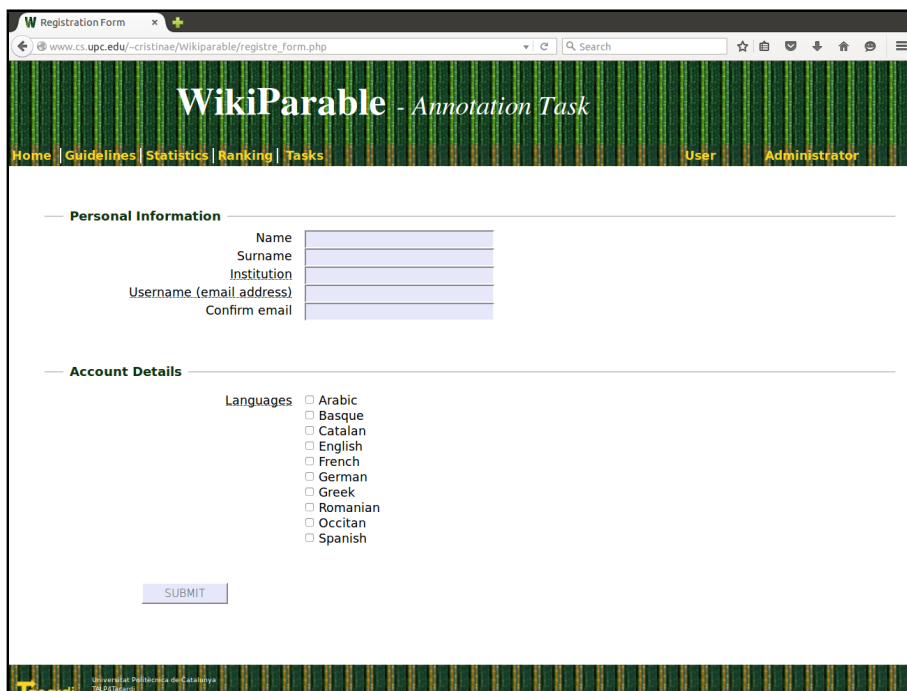 Registration Form
www.cs.upc.edu/~cristinae/Wikiparable/registre_form.php
Search
WikiParable - Annotation Task
Home Guidelines Statistics Ranking Tasks User Administrator
Personal Information
Name
Surname
Institution
Username (email address)
Confirm email
Account Details
Languages Arabic
Basque
Catalan
English
French
German
Greek
Romanian
Occitan
Spanish
SUBMIT
Universitat Politècnica de Catalunya
TALP4Tacardi